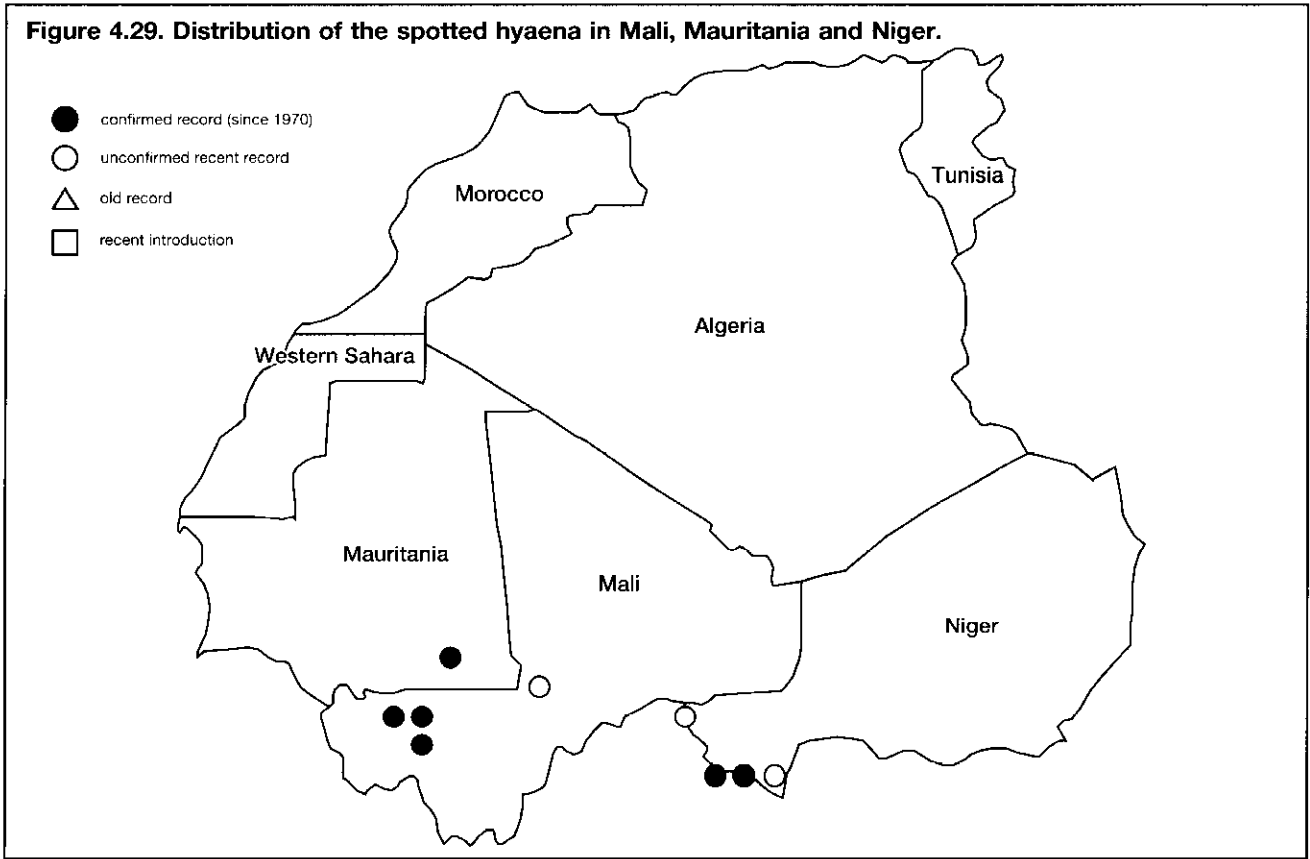 Figure 4.29. Distribution of the spotted hyaena in Mali, Mauritania and Niger.
confirmed record (since 1970)
unconfirmed recent record
old record
recent introduction
Morocco
Tunisia
Algeria
Western Sahara
Mauritania
Mali
Niger